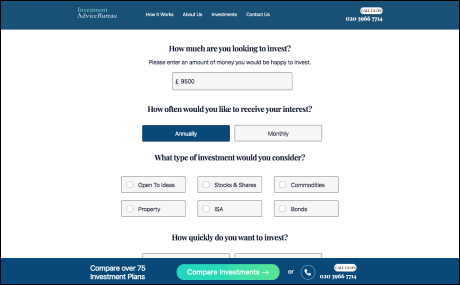 Investment
AdviceBureau
How It Works
About Us
Investments
Contact Us
CALL US ON
020 3966 7714
How much are you looking to invest?
Please enter an amount of money you would be happy to invest.
£ 9500
How often would you like to receive your interest?
Annually
Monthly
What type of investment would you consider?
Open To Ideas
Stocks & Shares
Commodities
Property
ISA
Bonds
How quickly do you want to invest?
Compare over 75
Investment Plans
Compare Investments →
or
CALL US ON
020 3966 7714